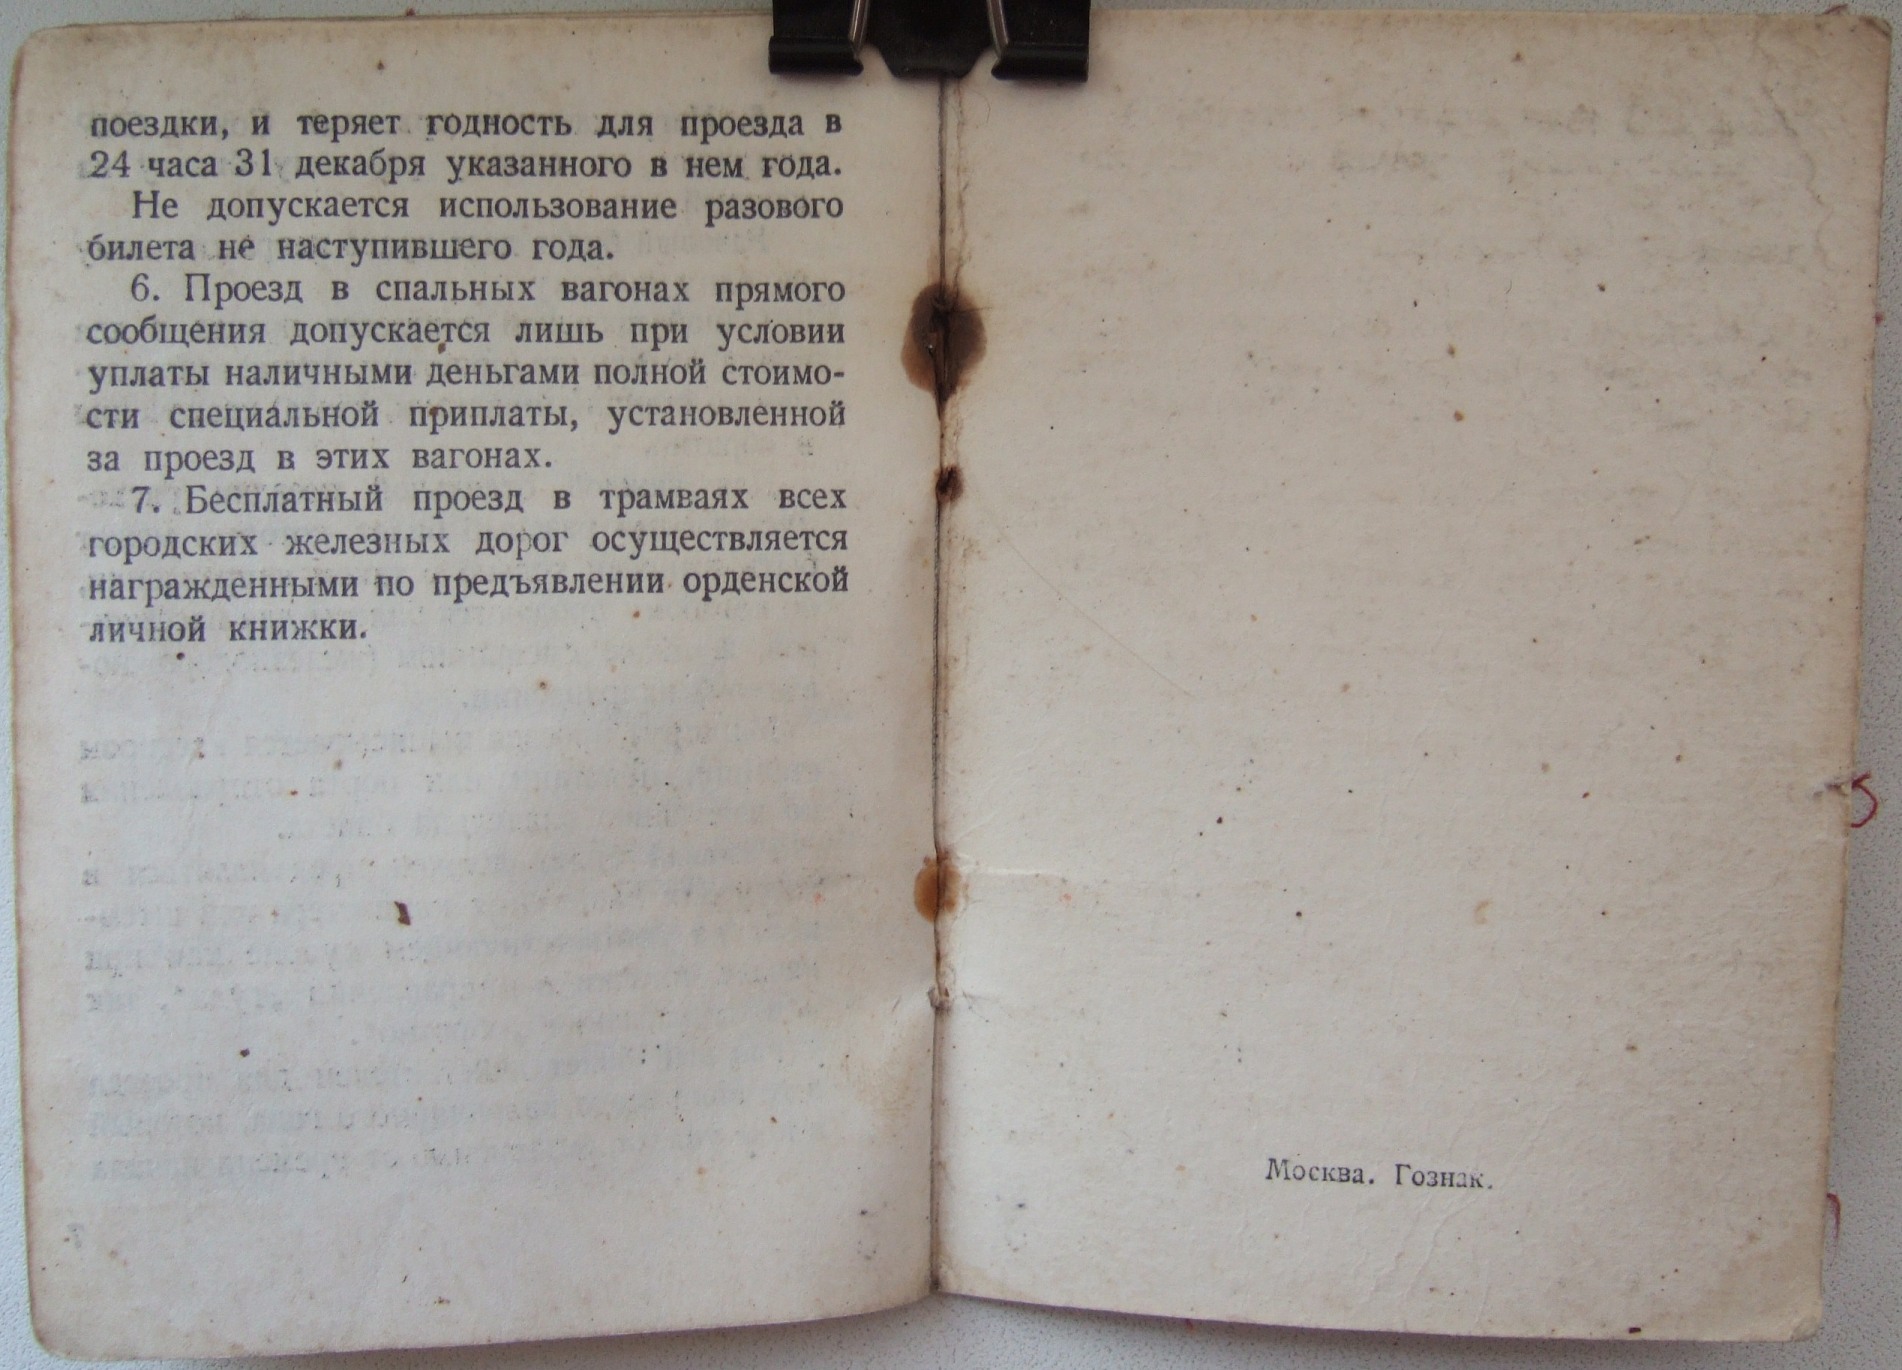 поездки, и теряет годность для проезда в
24 часа 31 декабря указанного в нем года.
Не допускается использование разового
билета не наступившего года.
6. Проезд в спальных вагонах прямого
сообщения допускается лишь при условии
уплаты наличными деньгами полной стоимо-
сти специальной приплаты, установленной
за проезд в этих вагонах.
7. Бесплатный проезд в трамваях всех
городских железных дорог осуществляется
награжденными по предъявлении орденской
личной книжки.
Москва. Гознак.